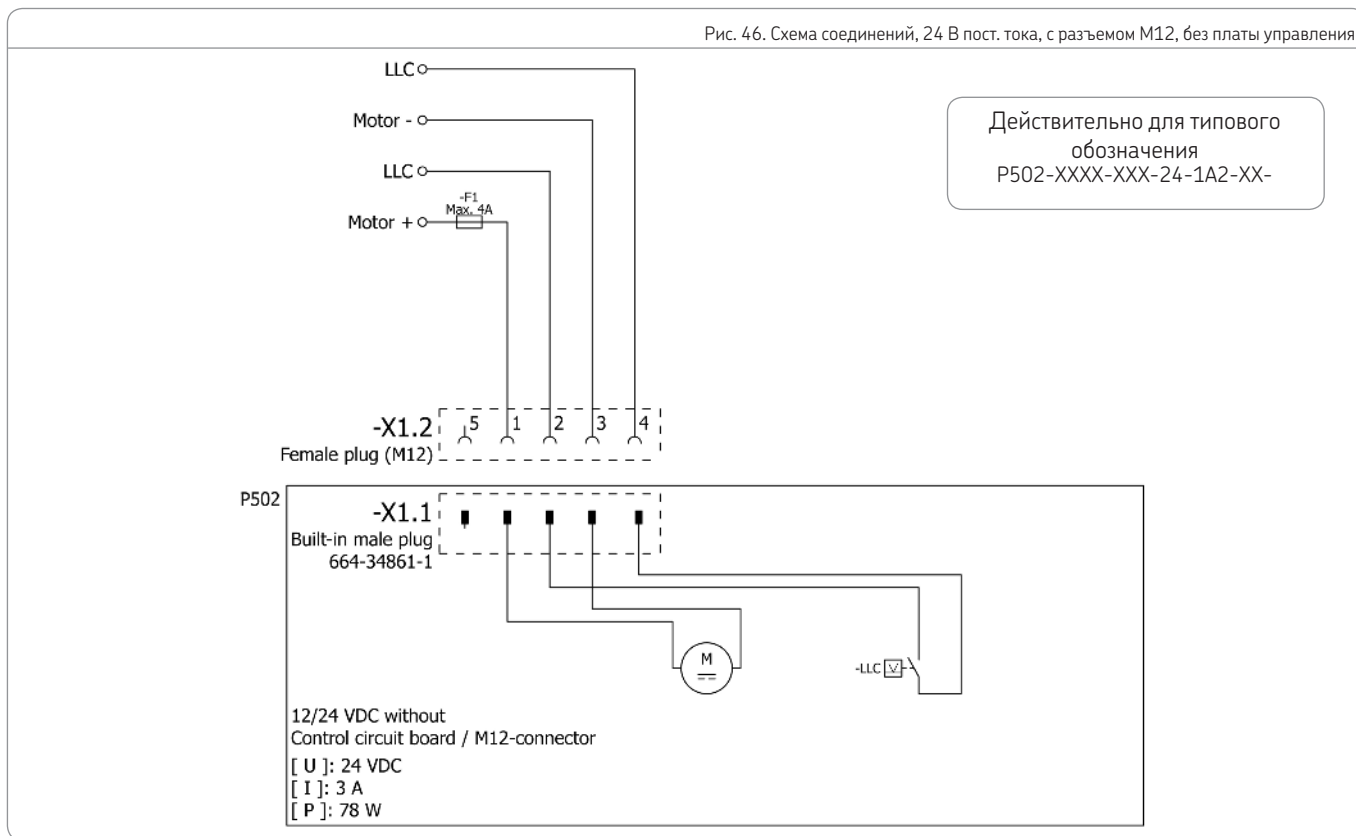 Рис. 46. Схема соединений, 24 В пост. тока, с разъемом M12, без платы управления
LLC
Motor -
LLC
Motor +
-F1
Max. 4A
Действительно для типового
обозначения
P502-XXXX-XXX-24-1A2-XX-
-X1.2
Female plug (M12)
5 1 2 3 4
P502
-X1.1
Built-in male plug
664-34861-1
M
-LLC
12/24 VDC without
Control circuit board / M12-connector
[ U ]: 24 VDC
[ I ]: 3 A
[ P ]: 78 W